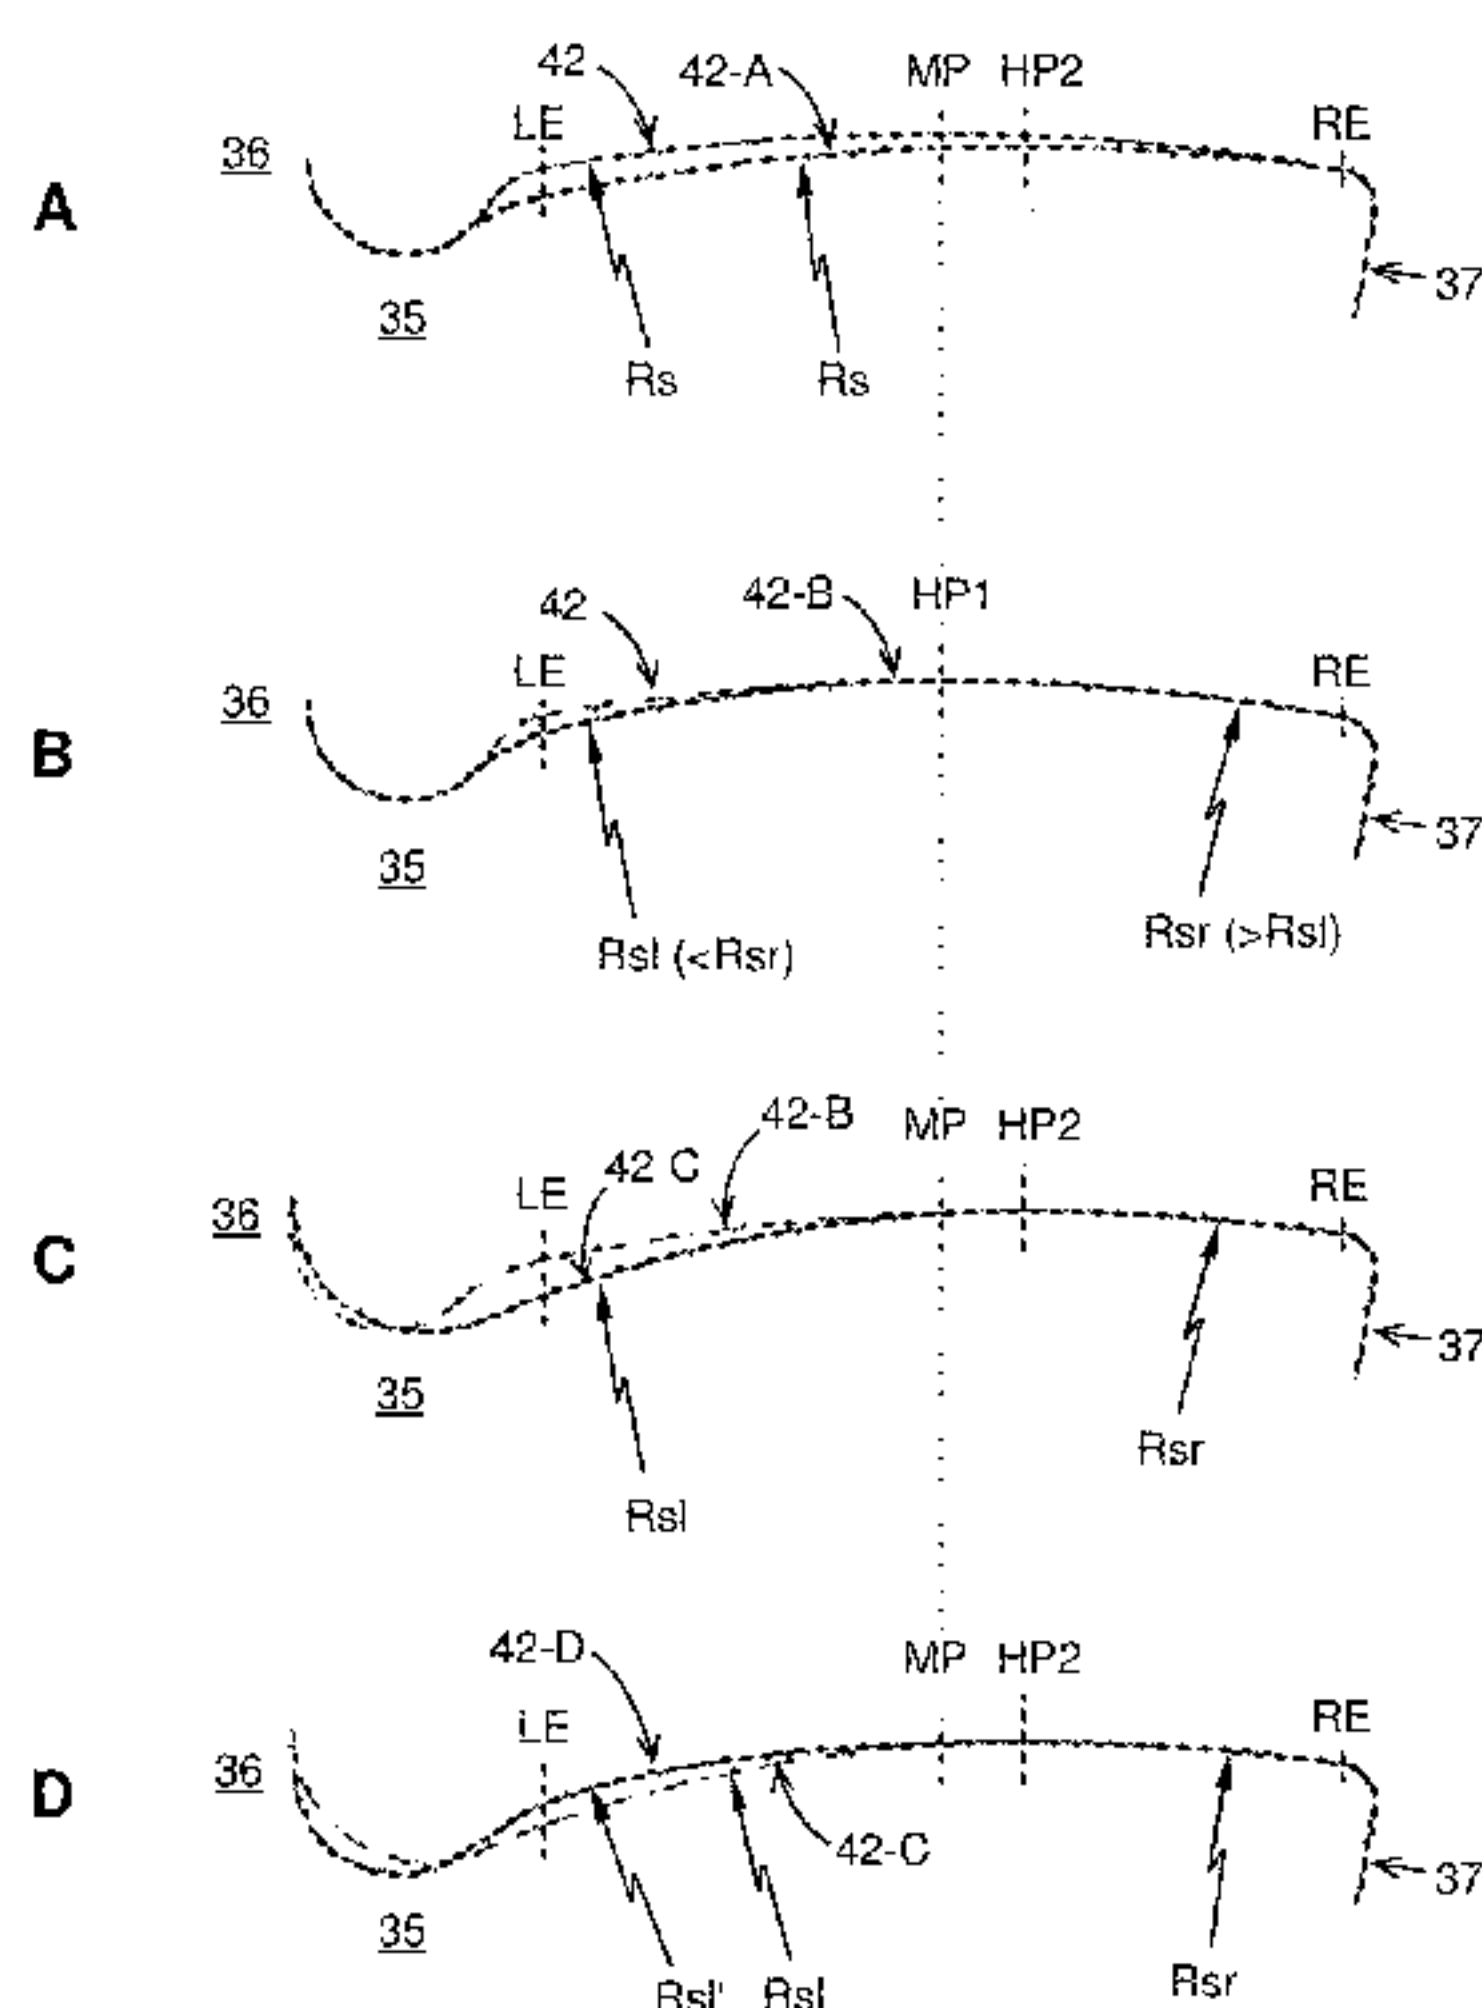 42 42-A MP HP2
LE RE
36
A
37
35
Rs Rs
42 42-B HP1
LE RE
36
B
37
35
Rsl (<Rsr) Rsr (>Rsl)
42-B MP HP2
42 C
LE RE
36
C
37
35
Rsr
Rsl
42-D MP HP2
LE RE
36
D
42-C
37
35
Rsl' Rsl Rsr